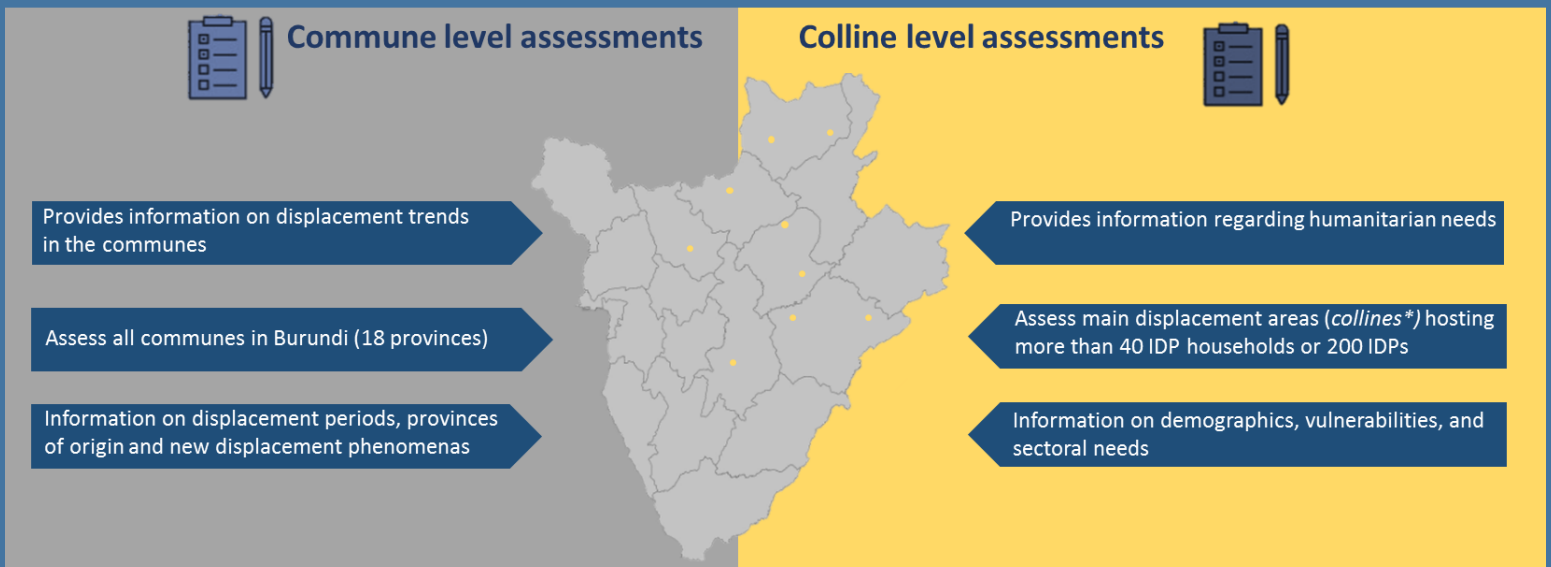 Commune level assessments
Provides information on displacement trends
in the communes
Assess all communes in Burundi (18 provinces)
Information on displacement periods, provinces
of origin and new displacement phenomenas
Colline level assessments
Provides information regarding humanitarian needs
Assess main displacement areas (collines*) hosting
more than 40 IDP households or 200 IDPs
Information on demographics, vulnerabilities, and
sectoral needs